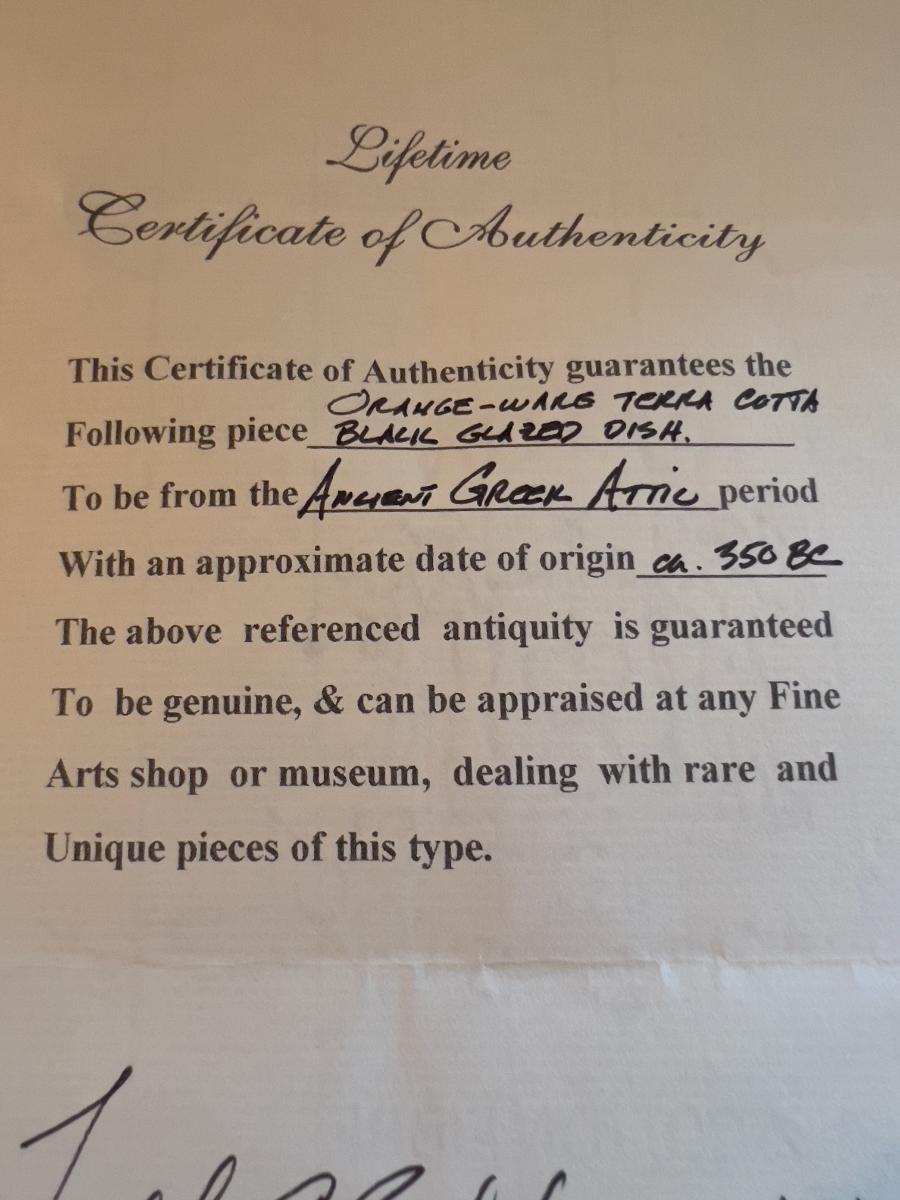 Lifetime
Certificate of Authenticity
This Certificate of Authenticity guarantees the
ORANGE-WARE TERRA COTTA
Following piece BLACK GLAZED DISH.
To be from the ANCIENT GREEK ATTIC period
With an approximate date of origin ca. 350 BC
The above referenced antiquity is guaranteed
To be genuine, & can be appraised at any Fine
Arts shop or museum, dealing with rare and
Unique pieces of this type.